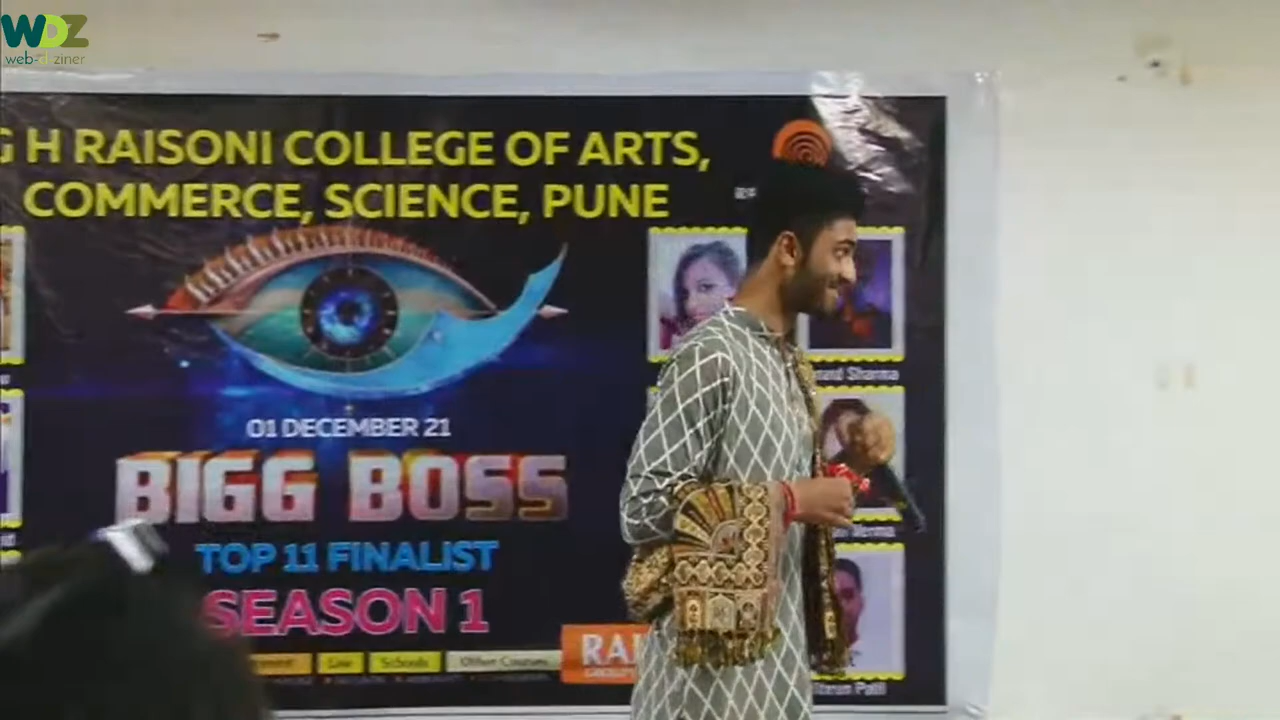 WDZ
web-d ziner
G H RAISONI COLLEGE OF ARTS,
COMMERCE, SCIENCE, PUNE
Sharma
01 DECEMBER 21
BIGG BOSS
TOP 11 FINALIST
Verma
SEASON 1
RAI
Law
Schools
Other Courses
Patil